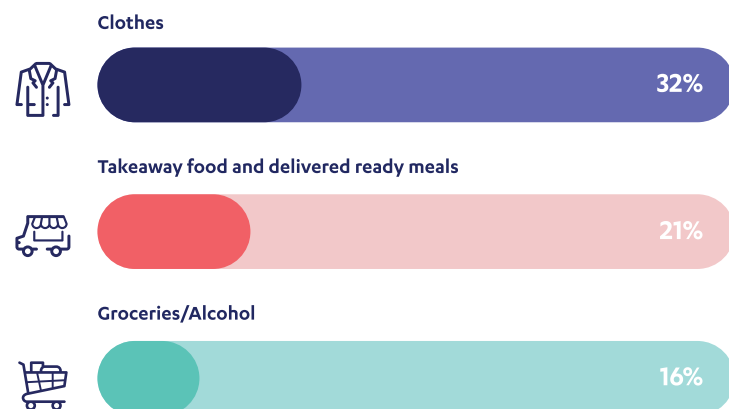 Clothes
32%
Takeaway food and delivered ready meals
21%
Groceries/Alcohol
16%